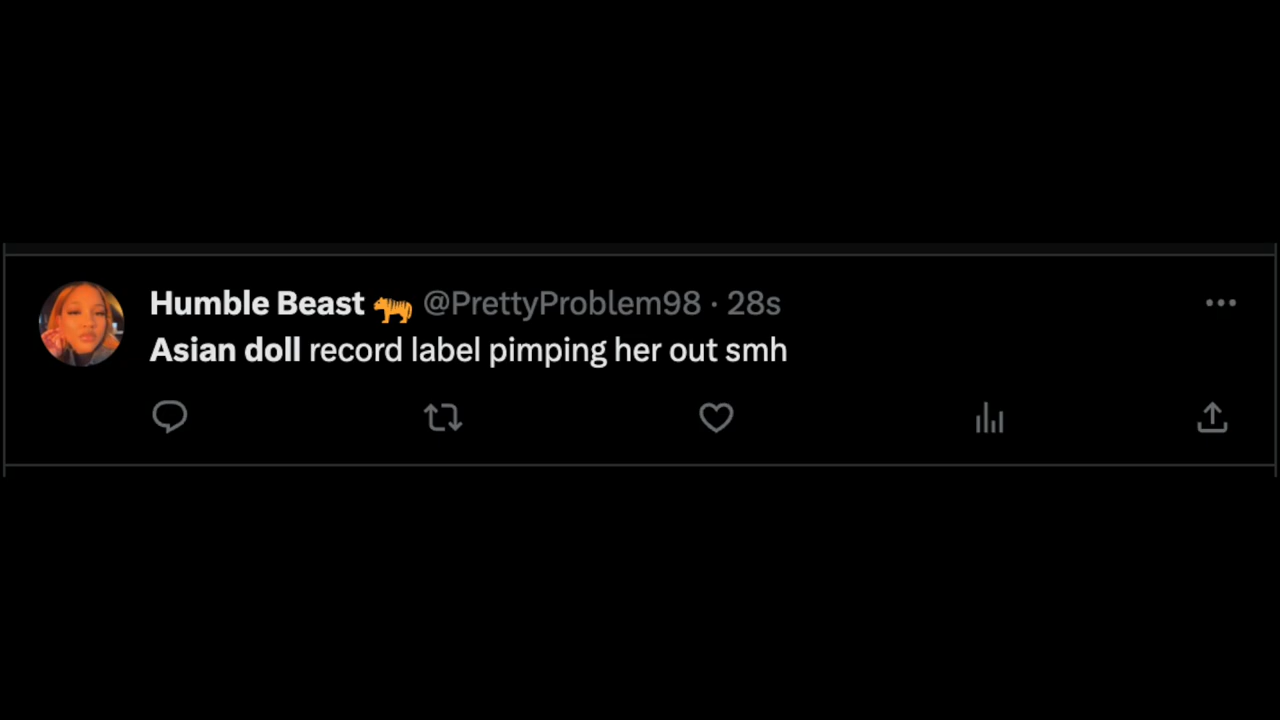 Humble Beast 🐅 @PrettyProblem98 · 28s
Asian doll record label pimping her out smh